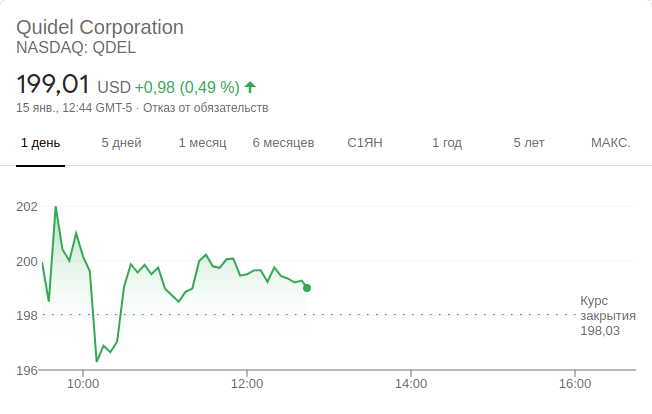 Quidel Corporation
NASDAQ: QDEL
199,01 USD +0,98 (0,49 %)
15 янв., 12:44 GMT-5 · Отказ от обязательств
1 день 5 дней 1 месяц 6 месяцев С1ЯН 1 год 5 лет МАКС.
202
200
198
196
Курс
закрытия
198,03
10:00 12:00 14:00 16:00